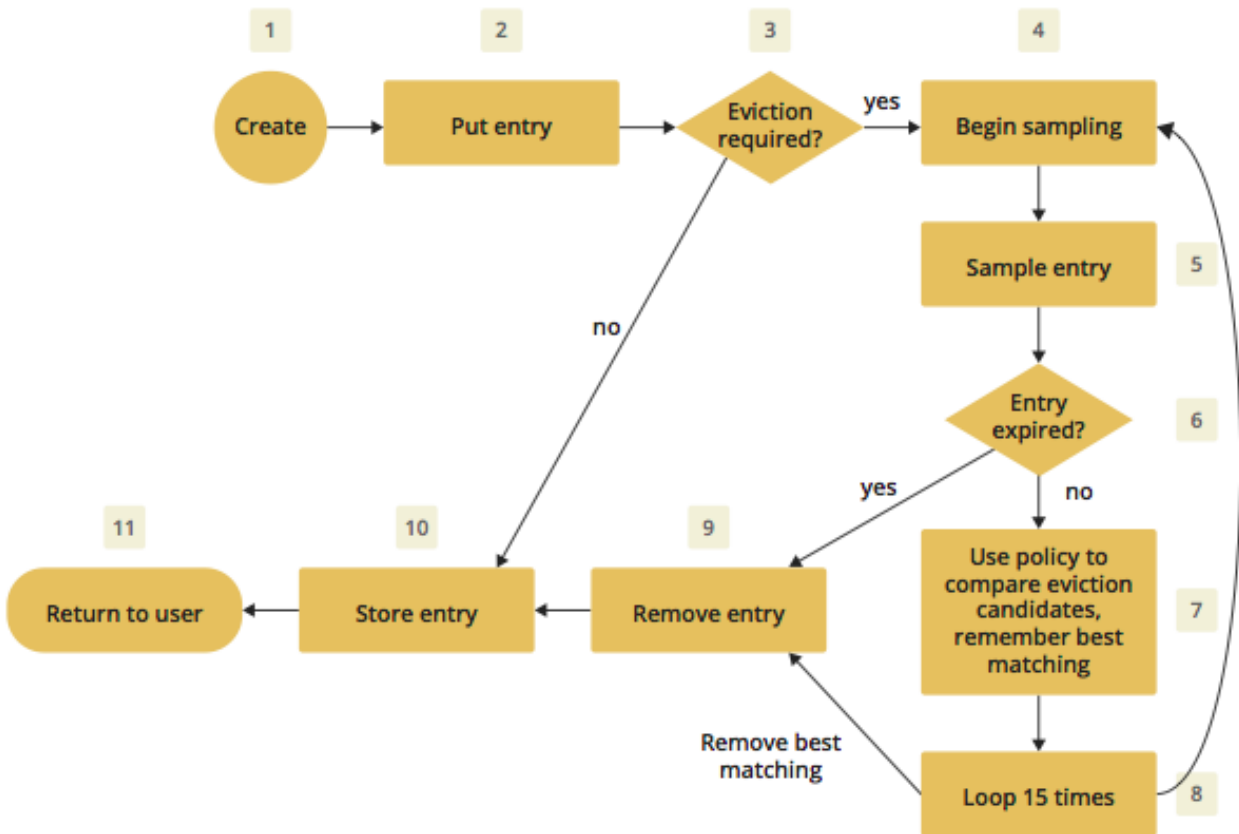 1
2
3
4
Create
Put entry
Eviction
required?
yes
Begin sampling
Sample entry
5
no
Entry
expired?
6
yes
no
11
10
9
Return to user
Store entry
Remove entry
Use policy to
compare eviction
candidates,
remember best
matching
7
Remove best
matching
Loop 15 times
8